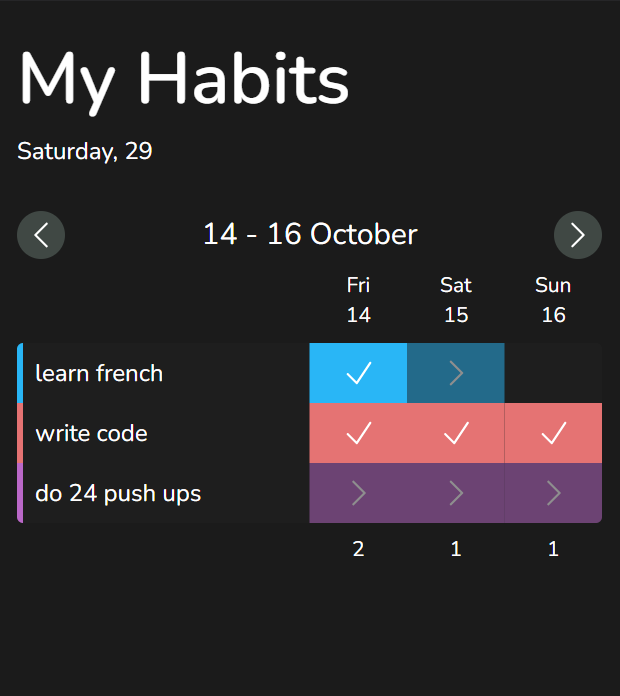 My Habits
Saturday, 29
14 - 16 October
Fri Sat Sun
14 15 16
learn french
write code
do 24 push ups
2 1 1